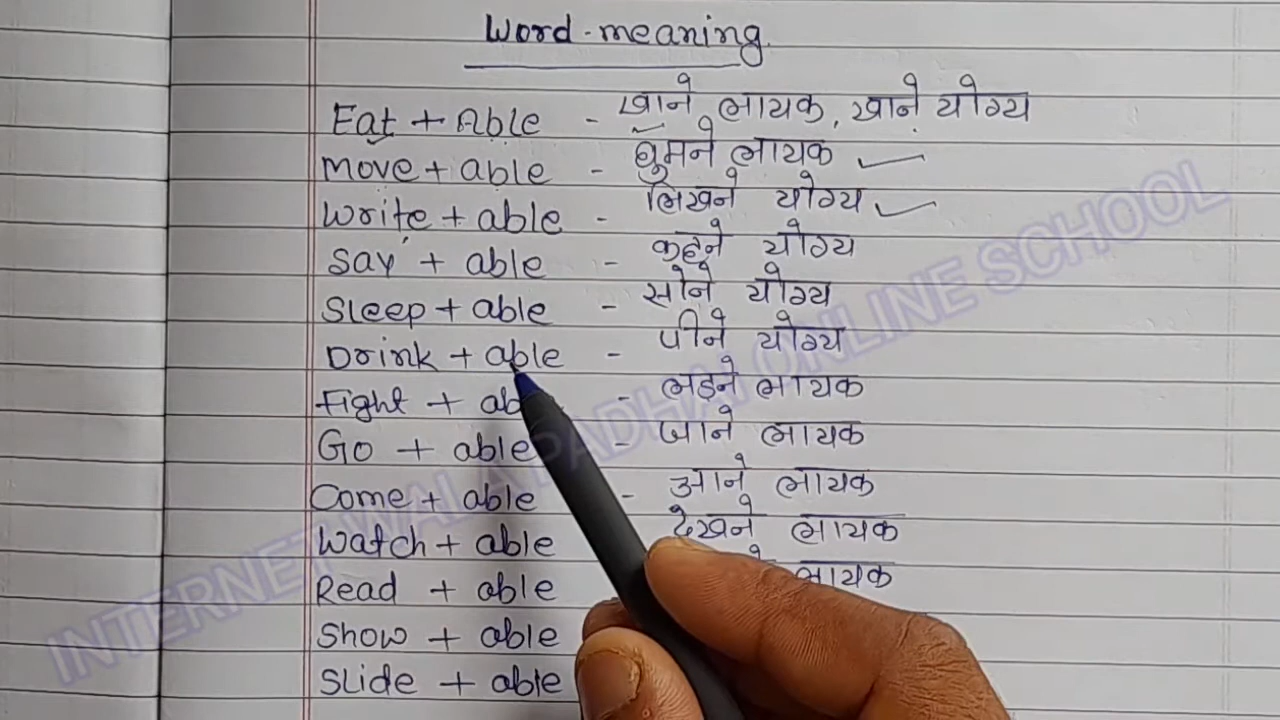 Word-meaning.
Eat + Able - खाने लायक, खाने योग्य
Move + able - घुमने लायक
Write + able - लिखने योग्य
Say + able - कहने योग्य
Sleep + able - सोने योग्य
Drink + able - पीने योग्य
Fight + ab - लड़ने लायक
Go + able - जाने लायक
Come + able - आने लायक
Watch + able देखने लायक
Read + able लायक
Show + able
Slide + able
INTERNET WALA PADHAI ONLINE SCHOOL